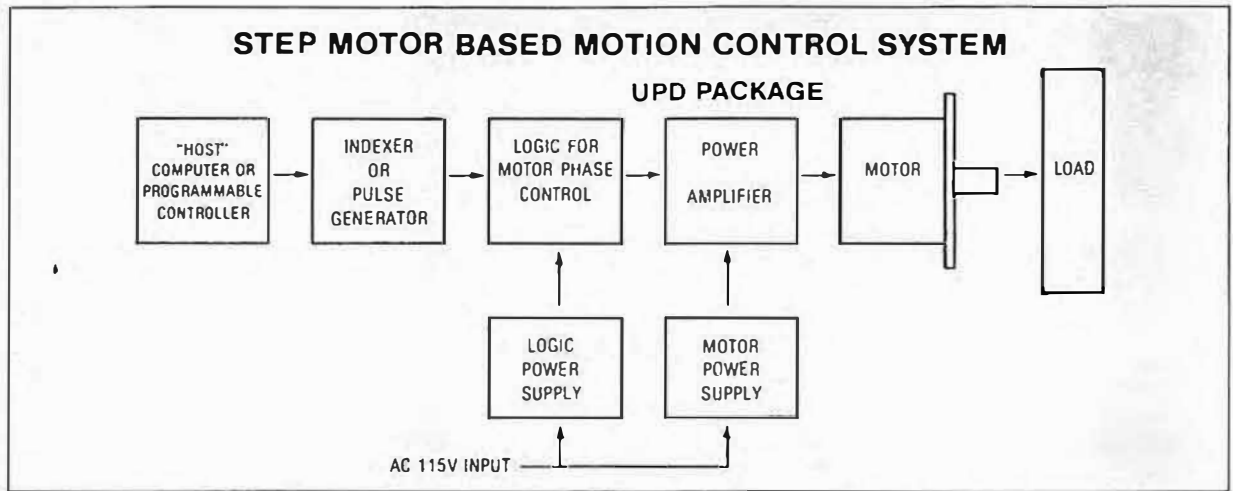 STEP MOTOR BASED MOTION CONTROL SYSTEM
UPD PACKAGE
"HOST"
COMPUTER OR
PROGRAMMABLE
CONTROLLER
INDEXER
OR
PULSE
GENERATOR
LOGIC FOR
MOTOR PHASE
CONTROL
POWER
AMPLIFIER
MOTOR
LOAD
LOGIC
POWER
SUPPLY
MOTOR
POWER
SUPPLY
AC 115V INPUT